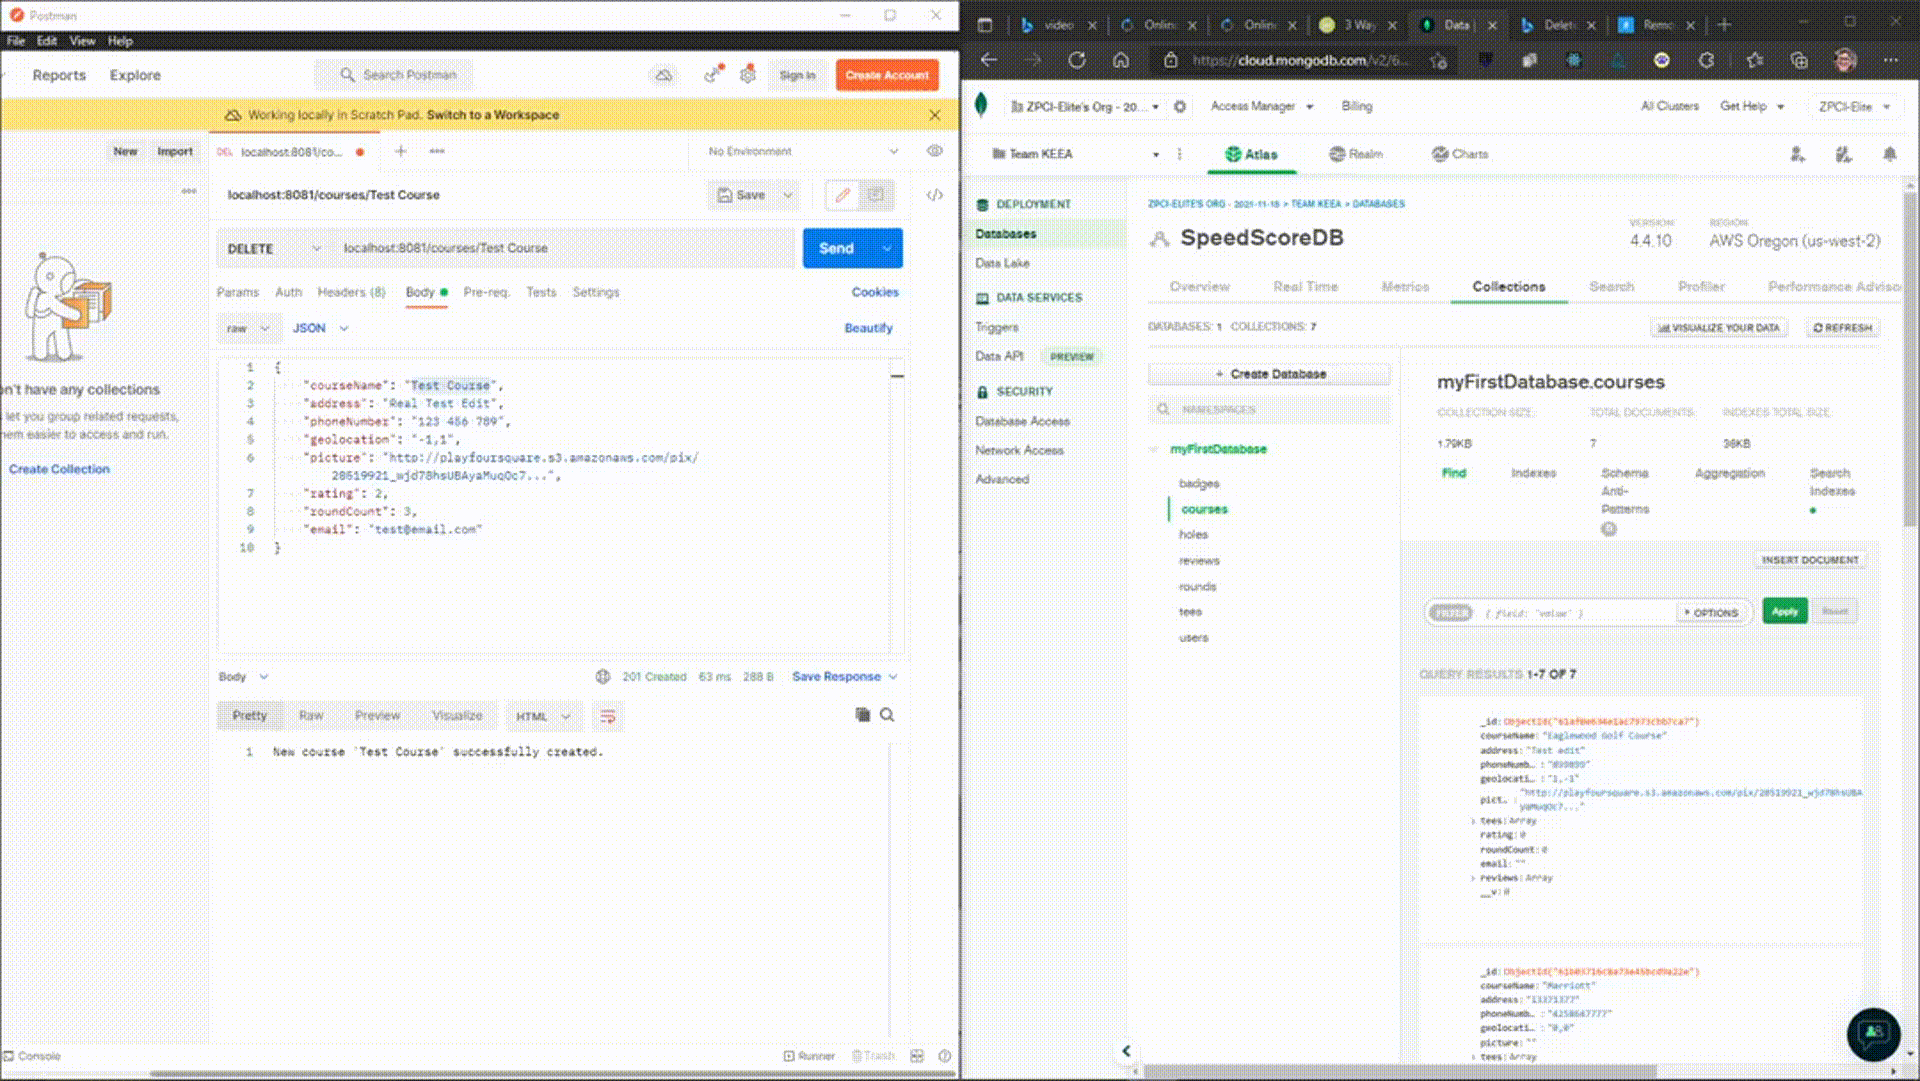 Postman
File Edit View Help
Reports Explore
Search Postman
Sign In
Create Account
Working locally in Scratch Pad. Switch to a Workspace
New Import
DEL localhost:8081/co...
No Environment
localhost:8081/courses/Test Course
Save
DELETE
localhost:8081/courses/Test Course
Send
Params Auth Headers (8) Body Pre-req. Tests Settings
Cookies
raw JSON
Beautify
1 {
2 "courseName": "Test Course",
3 "address": "Real Test Edit",
4 "phoneNumber": "123 456 789",
5 "geolocation": "-1,1",
6 "picture": "http://playfoursquare.s3.amazonaws.com/pix/
28519921_wjd78hsUBAyaMuqOc7...",
7 "rating": 2,
8 "roundCount": 3,
9 "email": "test@email.com"
10 }
n't have any collections
let you group related requests,
hem easier to access and run.
Create Collection
Body
201 Created 63 ms 288 B Save Response
Pretty Raw Preview Visualize HTML
1 New course 'Test Course' successfully created.
Console
Runner Trash
video
Online
Online
3 Way
Data |
Delet
Remo
https://cloud.mongodb.com/v2/6...
ZPCI-Elite's Org - 20...
Access Manager
Billing
All Clusters
Get Help
ZPCI-Elite
Team KEEA
Atlas
Realm
Charts
DEPLOYMENT
Databases
Data Lake
DATA SERVICES
Triggers
Data API PREVIEW
SECURITY
Database Access
Network Access
Advanced
ZPCI-ELITE'S ORG - 2021-11-15 > TEAM KEEA > DATABASES
SpeedScoreDB
VERSION
4.4.10
REGION
AWS Oregon (us-west-2)
Overview Real Time Metrics Collections Search Profiler Performance Adviso
DATABASES: 1 COLLECTIONS: 7
VISUALIZE YOUR DATA
REFRESH
+ Create Database
NAMESPACES
myFirstDatabase
badges
courses
holes
reviews
rounds
tees
users
myFirstDatabase.courses
COLLECTION SIZE: TOTAL DOCUMENTS: INDEXES TOTAL SIZE:
1.79KB 7 36KB
Find
Indexes
Schema
Anti-
Patterns
Aggregation
Search
Indexes
INSERT DOCUMENT
FILTER { field: 'value' }
OPTIONS
Apply
Reset
QUERY RESULTS 1-7 OF 7
courseName: "Eaglewood Golf Course"
address: "Test edit"
phoneNumb... : "899899"
geolocati... : "1,-1"
pict... : "http://playfoursquare.s3.amazonaws.com/pix/28519921_wjd78hsUBA
yaMuqOc7..."
tees: Array
rating: 0
roundCount: 0
email: ""
reviews: Array
__v: 0
courseName: "Marriott"
address: "13371377"
phoneNumb... : "4258647777"
geolocati... : "0,0"
picture: ""
tees: Array